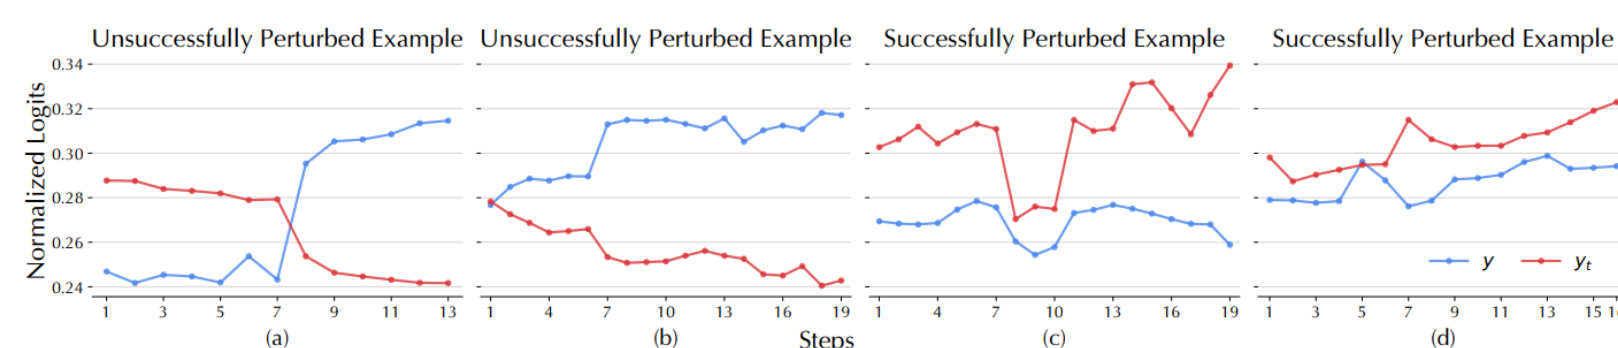 Unsuccessfully Perturbed Example
Unsuccessfully Perturbed Example
Successfully Perturbed Example
Successfully Perturbed Example
Normalized Logits
0.34
0.32
0.30
0.28
0.26
0.24
1 3 5 7 9 11 13
1 4 7 10 13 16 19
1 4 7 10 13 16 19
1 3 5 7 9 11 13 15
y yt
(a)
(b)
Steps
(c)
(d)